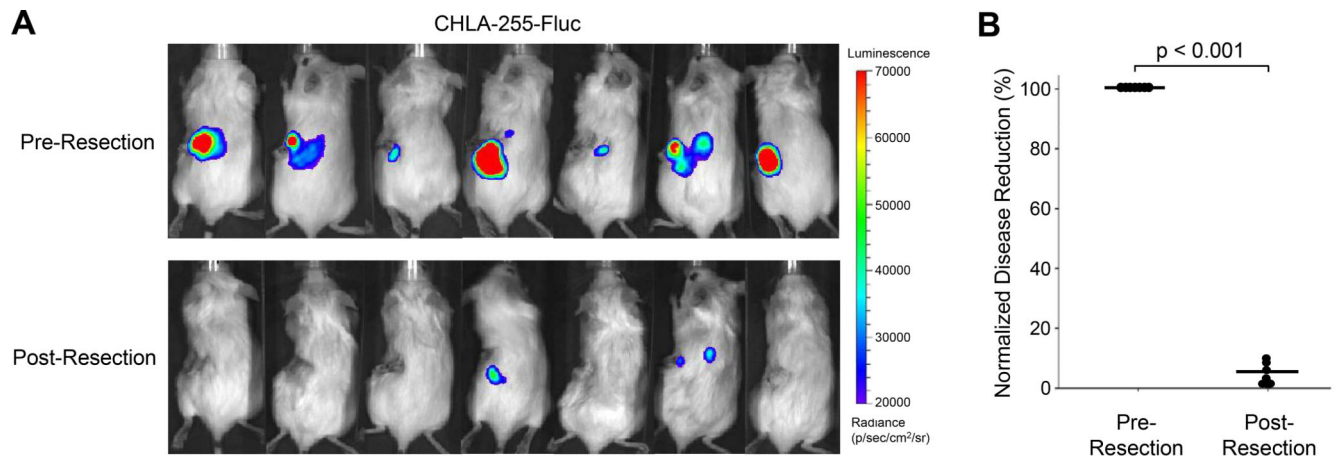 A
CHLA-255-Fluc
Pre-Resection
Post-Resection
Luminescence
70000
60000
50000
40000
30000
20000
Radiance
(p/sec/cm²/sr)
B
p < 0.001
Normalized Disease Reduction (%)
100
80
60
40
20
0
Pre-
Resection
Post-
Resection